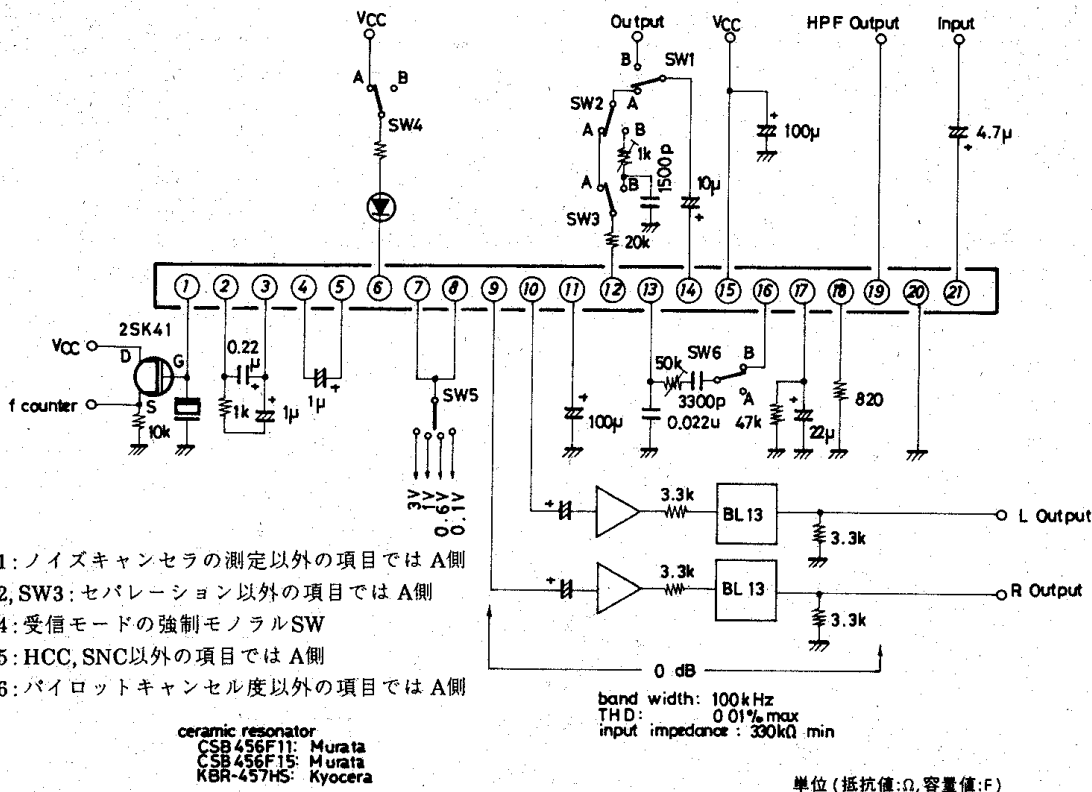 Vcc
Output
Vcc
HPF Output
Input
A
B
SW4
B
SW1
A
SW2
A
B
1k
1500p
A
B
SW3
20k
10μ
100μ
4.7μ
1 2 3 4 5 6 7 8 9 10 11 12 13 14 15 16 17 18 19 20 21
2SK41
Vcc
D
G
S
f counter
10k
0.22μ
1k
1μ
1μ
SW5
3V
1V
0.6V
0.1V
100μ
50k
SW6
B
A
3300p
0.022u
47k
22μ
820
3.3k
BL 13
L Output
3.3k
3.3k
BL 13
R Output
3.3k
0 dB
1:ノイズキャンセラの測定以外の項目では A側
2, SW3:セパレーション以外の項目では A側
4:受信モードの強制モノラルSW
5:HCC, SNC以外の項目では A側
6:パイロットキャンセル度以外の項目では A側
band width: 100kHz
THD: 0.01% max
input impedance: 330kΩ min
ceramic resonator
CSB456F11: Murata
CSB456F15: Murata
KBR-457HS: Kyocera
単位(抵抗値:Ω,容量値:F)